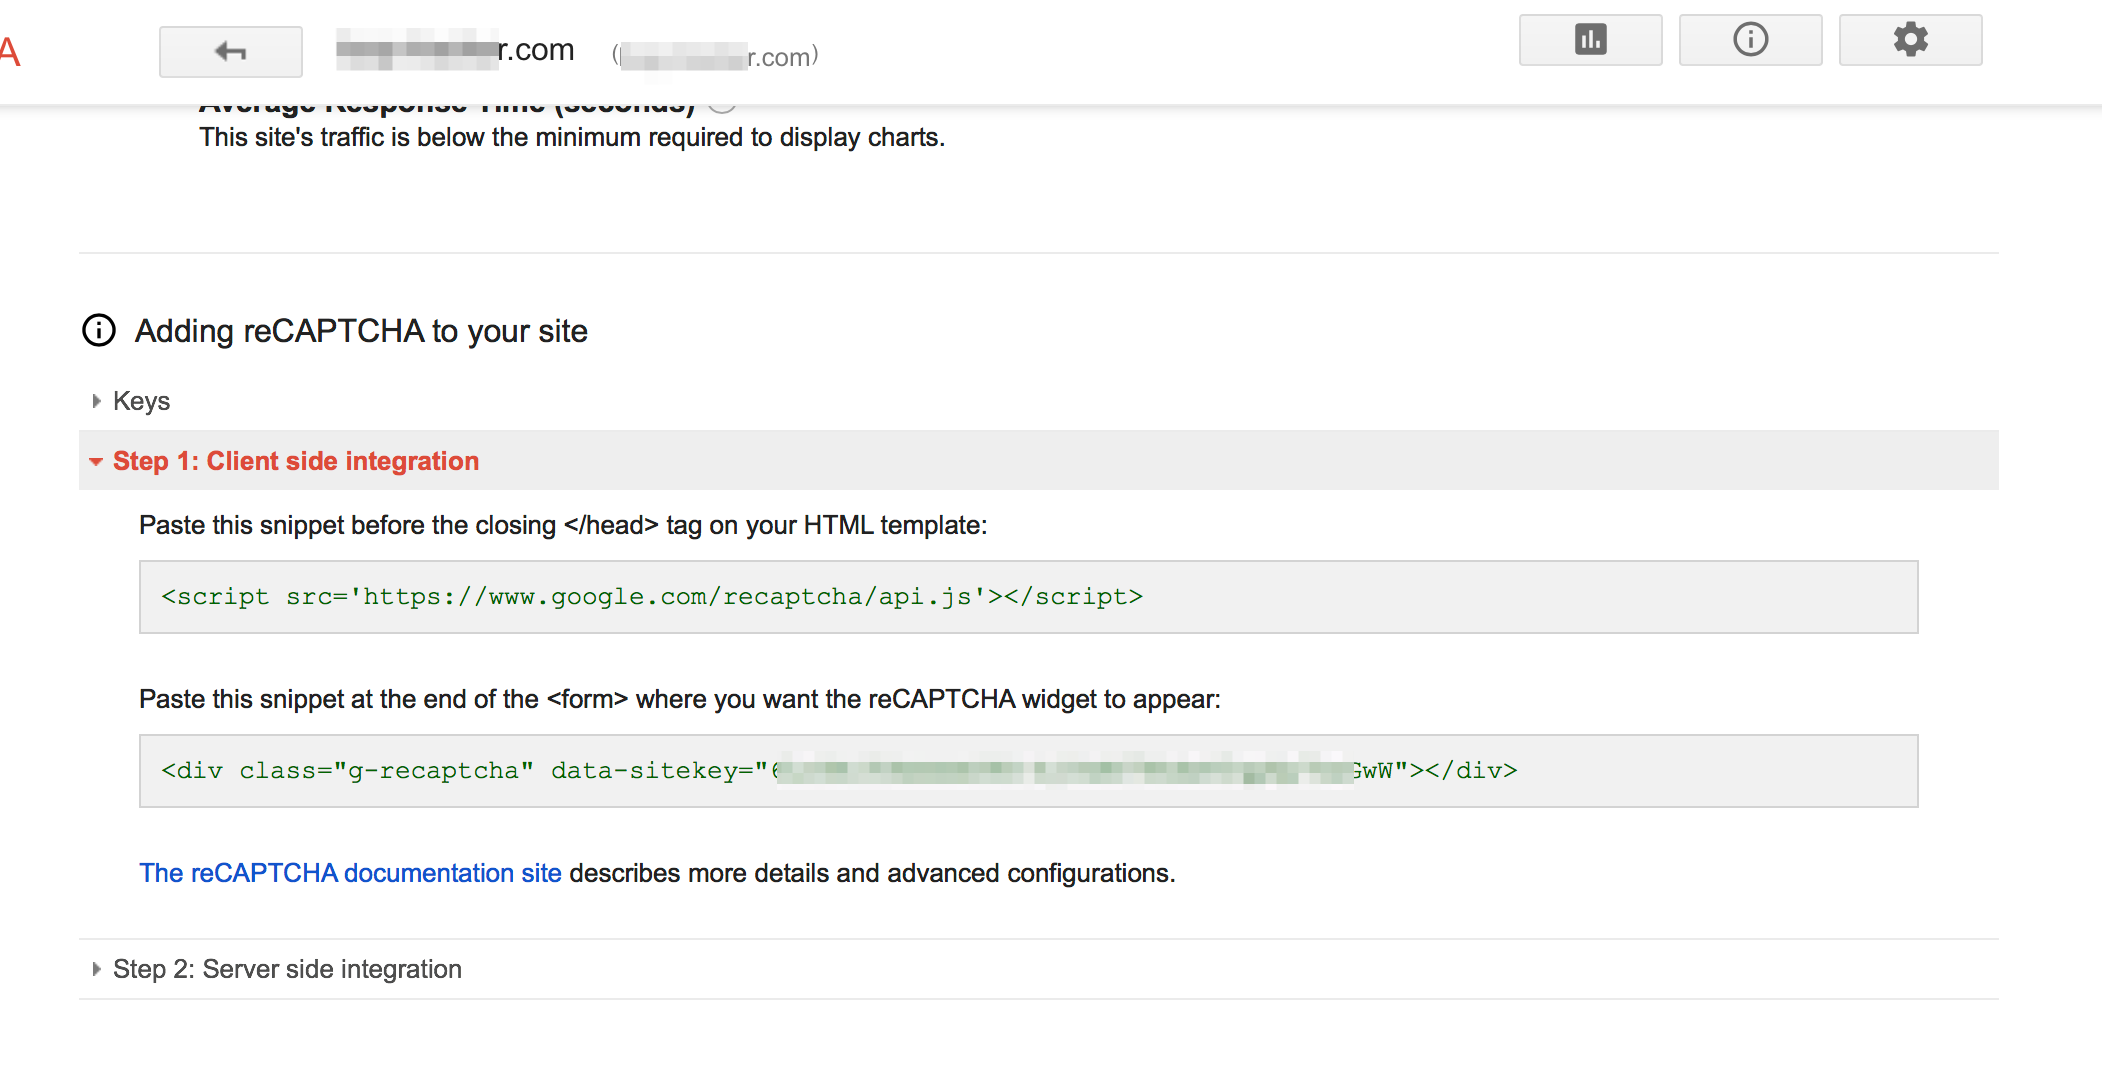 A
r.com (r.com)
Average Response Time (seconds)
This site's traffic is below the minimum required to display charts.
Adding reCAPTCHA to your site
Keys
Step 1: Client side integration
Paste this snippet before the closing </head> tag on your HTML template:
<script src='https://www.google.com/recaptcha/api.js'></script>
Paste this snippet at the end of the <form> where you want the reCAPTCHA widget to appear:
<div class="g-recaptcha" data-sitekey="6GwW"></div>
The reCAPTCHA documentation site describes more details and advanced configurations.
Step 2: Server side integration